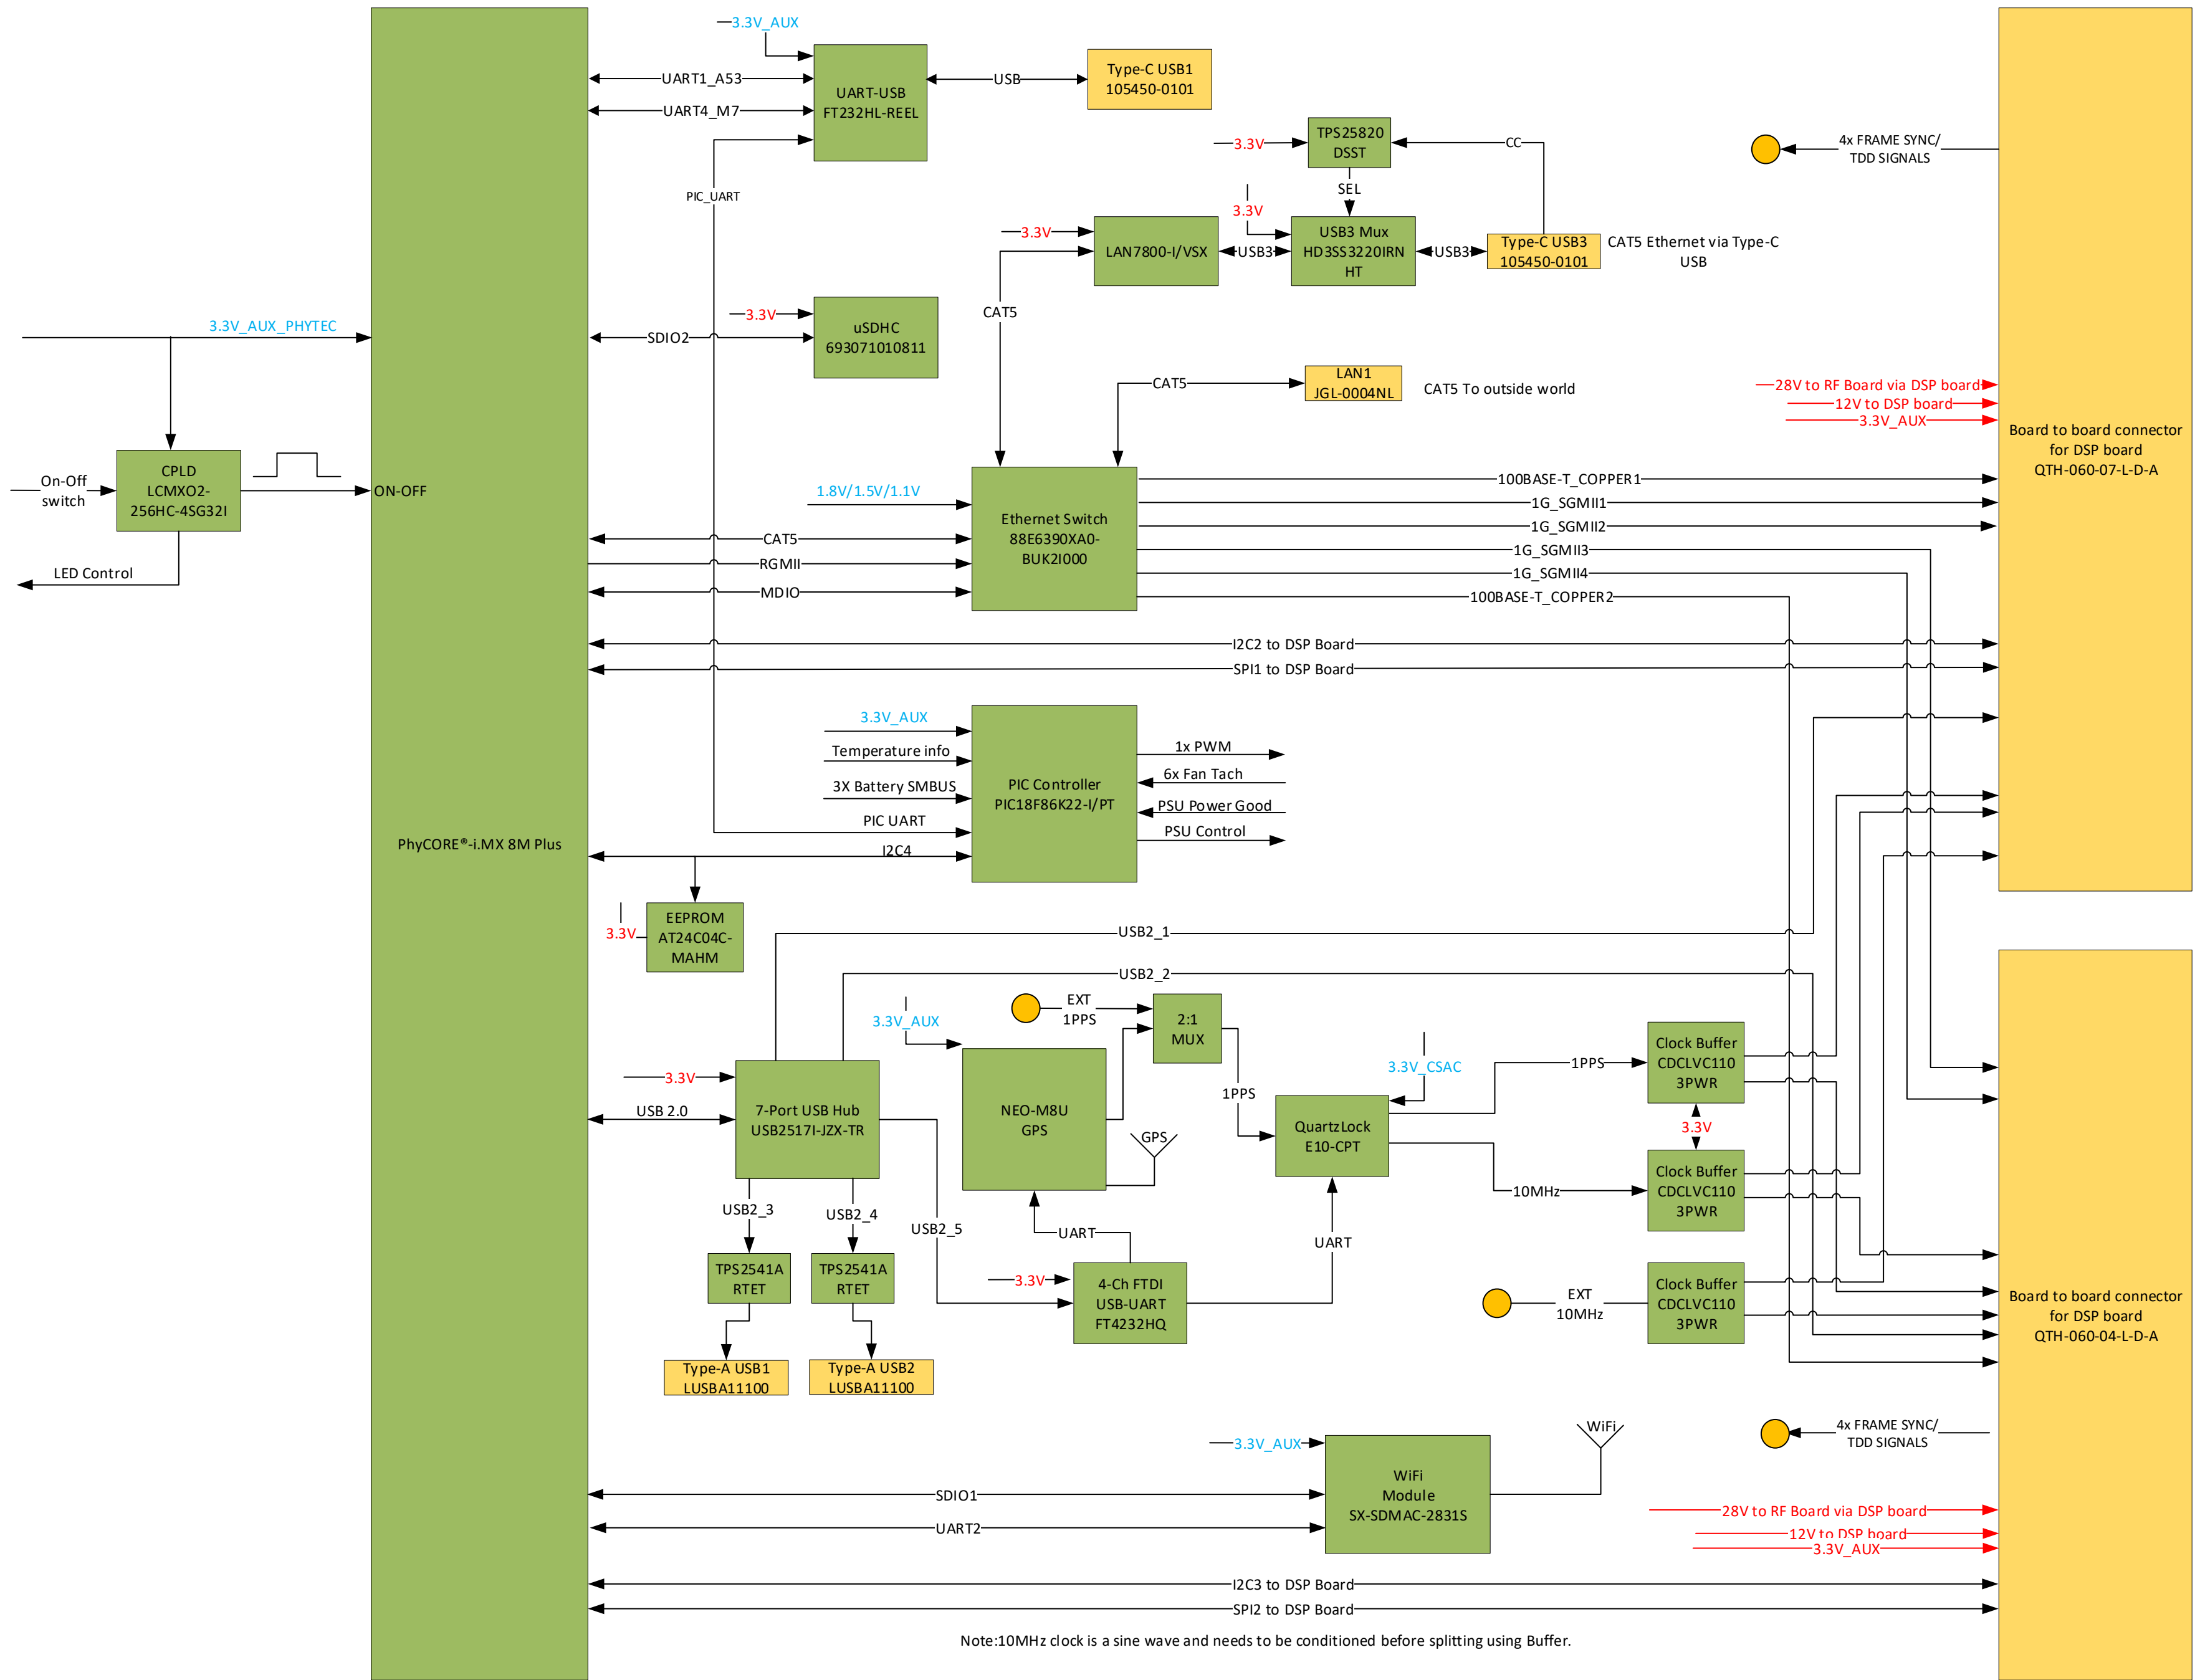 3.3V_AUX
UART1_A53
UART4_M7
UART-USB
FT232HL-REEL
USB
Type-C USB1
105450-0101
PIC_UART
3.3V
TPS25820
DSST
CC
SEL
3.3V
3.3V
LAN7800-I/VSX
USB3
USB3 Mux
HD3SS3220IRN
HT
USB3
Type-C USB3
105450-0101
CAT5 Ethernet via Type-C
USB
4x FRAME SYNC/
TDD SIGNALS
CAT5
3.3V_AUX_PHYTEC
3.3V
SDIO2
uSDHC
693071010811
CAT5
LAN1
JGL-0004NL
CAT5 To outside world
28V to RF Board via DSP board
12V to DSP board
3.3V_AUX
Board to board connector
for DSP board
QTH-060-07-L-D-A
On-Off
switch
CPLD
LCMXO2-
256HC-4SG32I
ON-OFF
LED Control
1.8V/1.5V/1.1V
CAT5
RGMII
MDIO
Ethernet Switch
88E6390XA0-
BUK2I000
100BASE-T_COPPER1
1G_SGMII1
1G_SGMII2
1G_SGMII3
1G_SGMII4
100BASE-T_COPPER2
I2C2 to DSP Board
SPI1 to DSP Board
PhyCORE®-i.MX 8M Plus
3.3V_AUX
Temperature info
3X Battery SMBUS
PIC UART
I2C4
PIC Controller
PIC18F86K22-I/PT
1x PWM
6x Fan Tach
PSU Power Good
PSU Control
3.3V
EEPROM
AT24C04C-
MAHM
USB2_1
USB2_2
3.3V_AUX
EXT
1PPS
2:1
MUX
3.3V
USB 2.0
7-Port USB Hub
USB2517I-JZX-TR
NEO-M8U
GPS
GPS
1PPS
3.3V_CSAC
QuartzLock
E10-CPT
1PPS
Clock Buffer
CDCLVC110
3PWR
3.3V
10MHz
Clock Buffer
CDCLVC110
3PWR
USB2_3
USB2_4
USB2_5
UART
UART
TPS2541A
RTET
TPS2541A
RTET
3.3V
4-Ch FTDI
USB-UART
FT4232HQ
EXT
10MHz
Clock Buffer
CDCLVC110
3PWR
Board to board connector
for DSP board
QTH-060-04-L-D-A
Type-A USB1
LUSBA11100
Type-A USB2
LUSBA11100
3.3V_AUX
WiFi
Module
SX-SDMAC-2831S
WiFi
4x FRAME SYNC/
TDD SIGNALS
SDIO1
UART2
28V to RF Board via DSP board
12V to DSP board
3.3V_AUX
I2C3 to DSP Board
SPI2 to DSP Board
Note:10MHz clock is a sine wave and needs to be conditioned before splitting using Buffer.